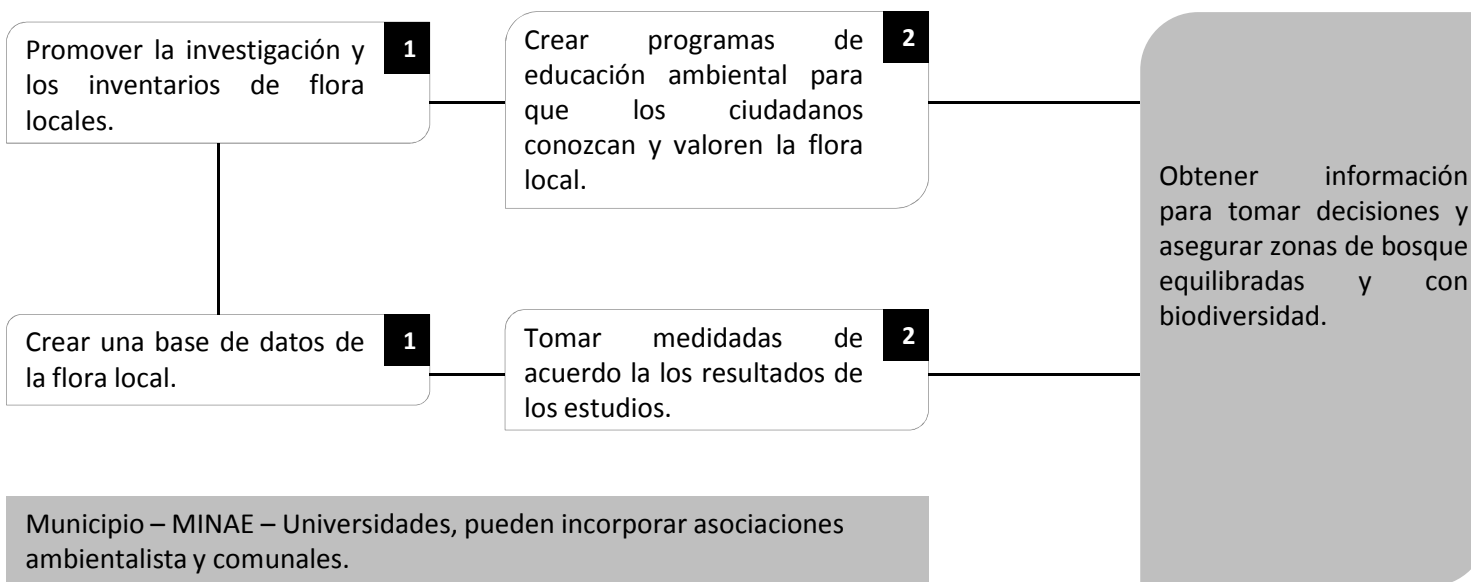 Promover la investigación y
los inventarios de flora
locales.
1
Crear programas de
educación ambiental para
que los ciudadanos
conozcan y valoren la flora
local.
2
Crear una base de datos de
la flora local.
1
Tomar medidadas de
acuerdo la los resultados de
los estudios.
2
Obtener información
para tomar decisiones y
asegurar zonas de bosque
equilibradas y con
biodiversidad.
Municipio – MINAE – Universidades, pueden incorporar asociaciones
ambientalista y comunales.